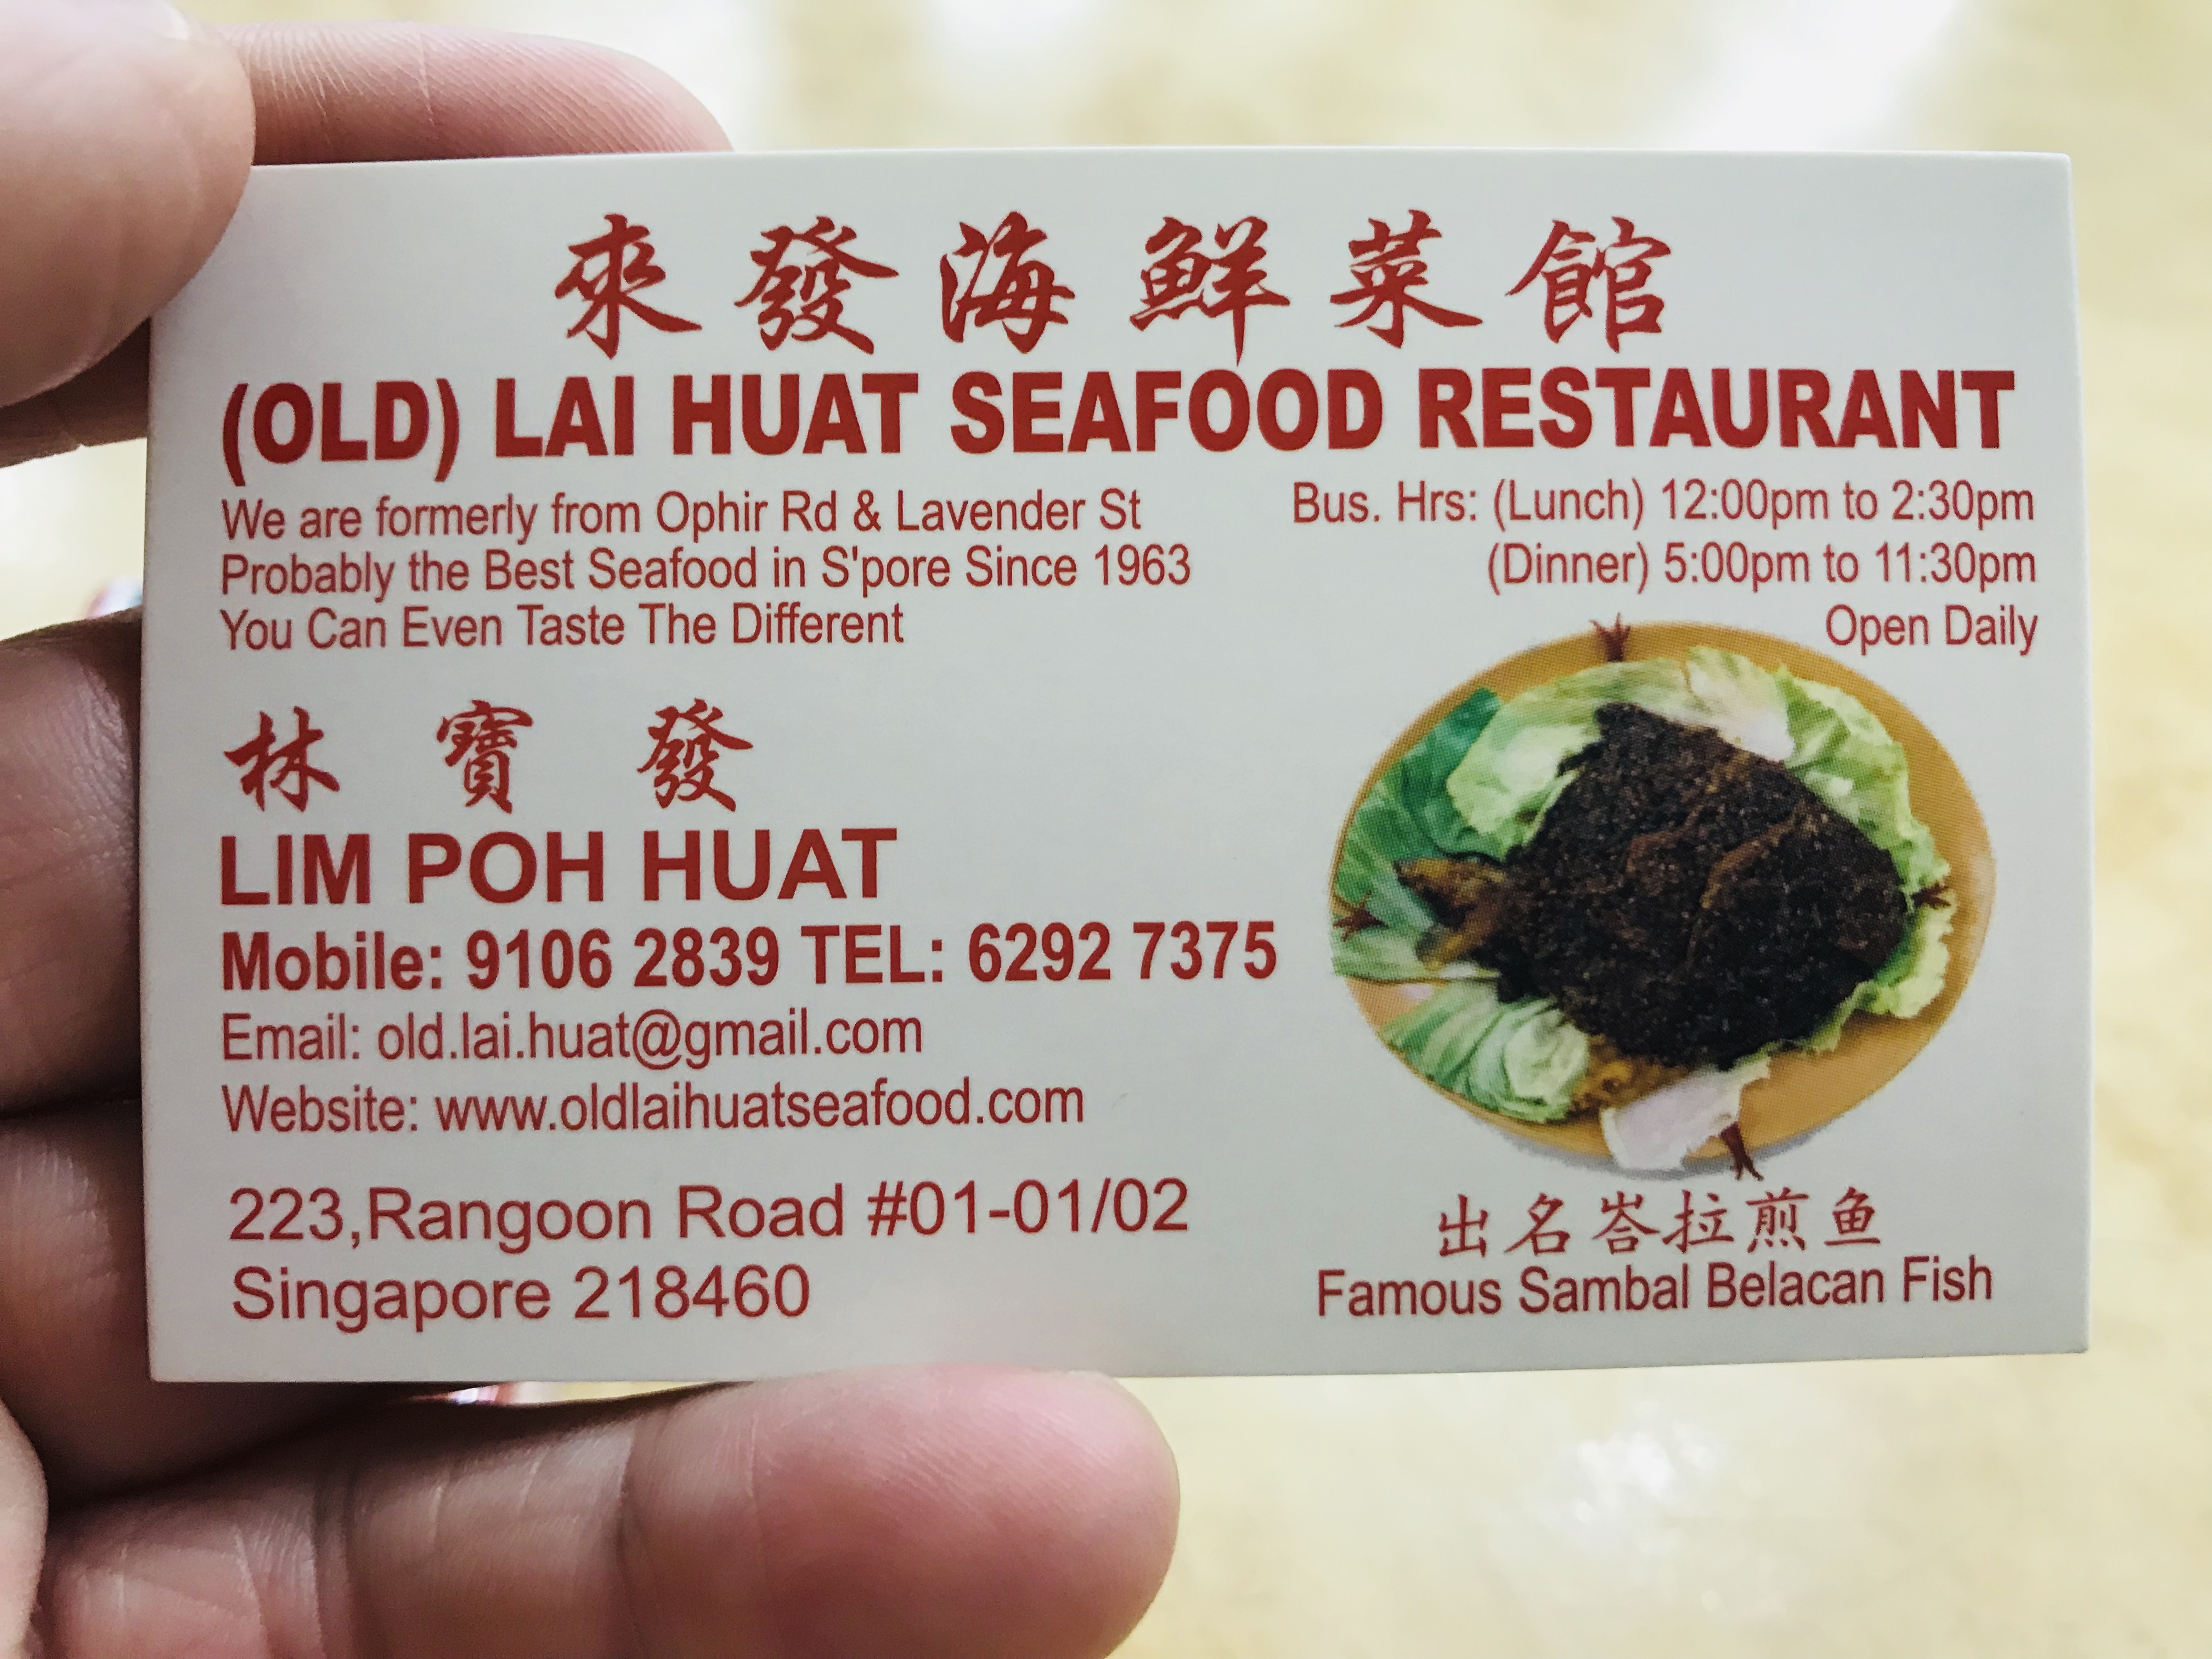 來發海鮮菜館
(OLD) LAI HUAT SEAFOOD RESTAURANT
We are formerly from Ophir Rd & Lavender St
Probably the Best Seafood in S'pore Since 1963
You Can Even Taste The Different
Bus. Hrs: (Lunch) 12:00pm to 2:30pm
(Dinner) 5:00pm to 11:30pm
Open Daily
林寶發
LIM POH HUAT
Mobile: 9106 2839 TEL: 6292 7375
Email: old.lai.huat@gmail.com
Website: www.oldlaihuatseafood.com
223,Rangoon Road #01-01/02
Singapore 218460
出名峇拉煎鱼
Famous Sambal Belacan Fish